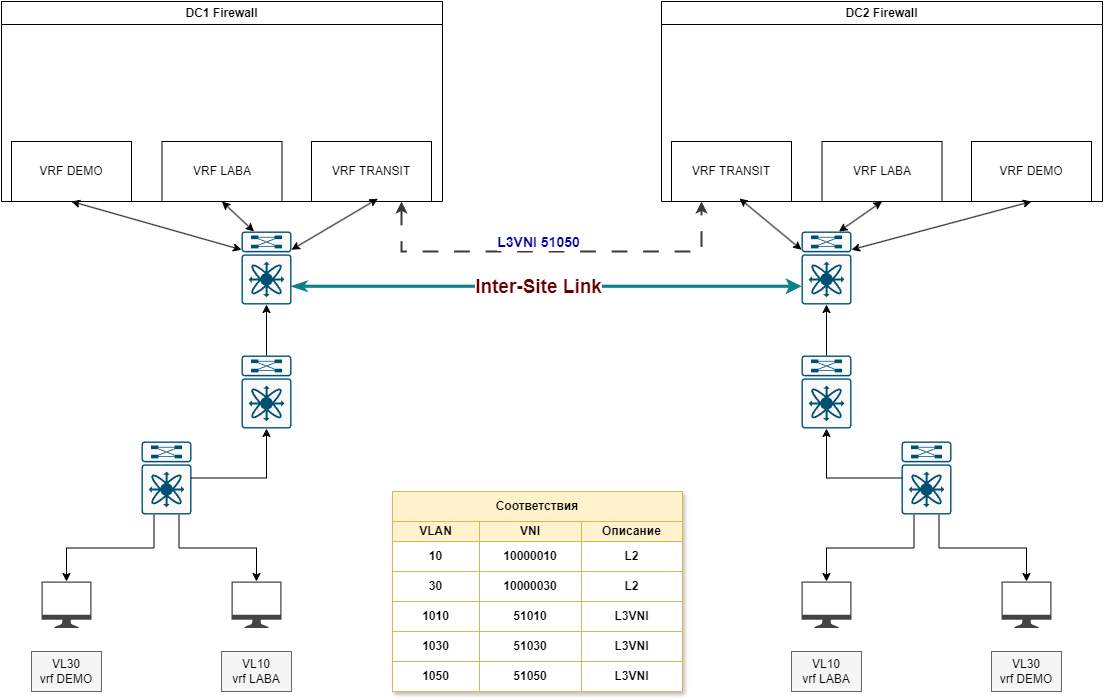 DC1 Firewall
DC2 Firewall
VRF DEMO
VRF LABA
VRF TRANSIT
VRF TRANSIT
VRF LABA
VRF DEMO
L3VNI 51050
Inter-Site Link
Соответствия
VLAN VNI Описание
10 10000010 L2
30 10000030 L2
1010 51010 L3VNI
1030 51030 L3VNI
1050 51050 L3VNI
VL30
vrf DEMO
VL10
vrf LABA
VL10
vrf LABA
VL30
vrf DEMO